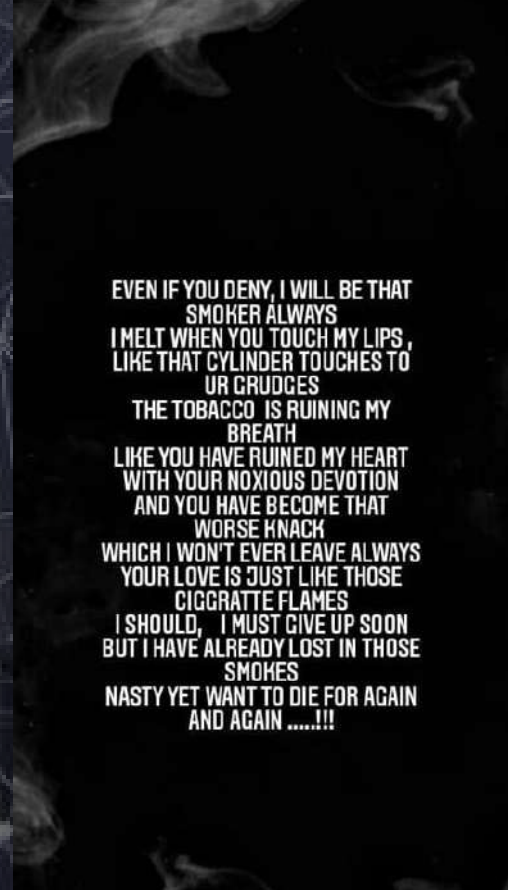 EVEN IF YOU DENY, I WILL BE THAT
SMOKER ALWAYS
I MELT WHEN YOU TOUCH MY LIPS ,
LIKE THAT CYLINDER TOUCHES TO
UR GRUDGES
THE TOBACCO IS RUINING MY
BREATH
LIKE YOU HAVE RUINED MY HEART
WITH YOUR NOXIOUS DEVOTION
AND YOU HAVE BECOME THAT
WORSE KNACK
WHICH I WON'T EVER LEAVE ALWAYS
YOUR LOVE IS JUST LIKE THOSE
CIGGRATTE FLAMES
I SHOULD, I MUST GIVE UP SOON
BUT I HAVE ALREADY LOST IN THOSE
SMOKES
NASTY YET WANT TO DIE FOR AGAIN
AND AGAIN .....!!!